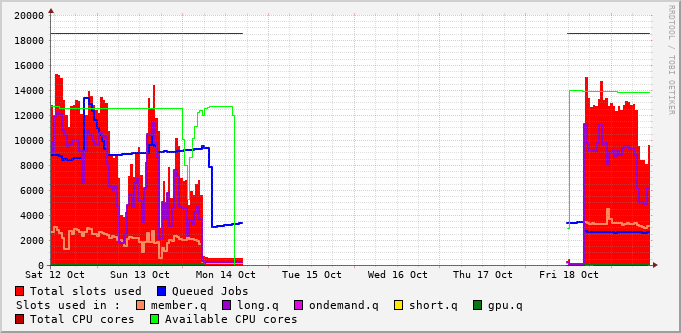 20000
18000
16000
14000
12000
10000
8000
6000
4000
2000
0
Sat 12 Oct Sun 13 Oct Mon 14 Oct Tue 15 Oct Wed 16 Oct Thu 17 Oct Fri 18 Oct
Total slots used Queued Jobs
Slots used in : member.q long.q ondemand.q short.q gpu.q
Total CPU cores Available CPU cores
RRDTOOL / TOBI OETIKER